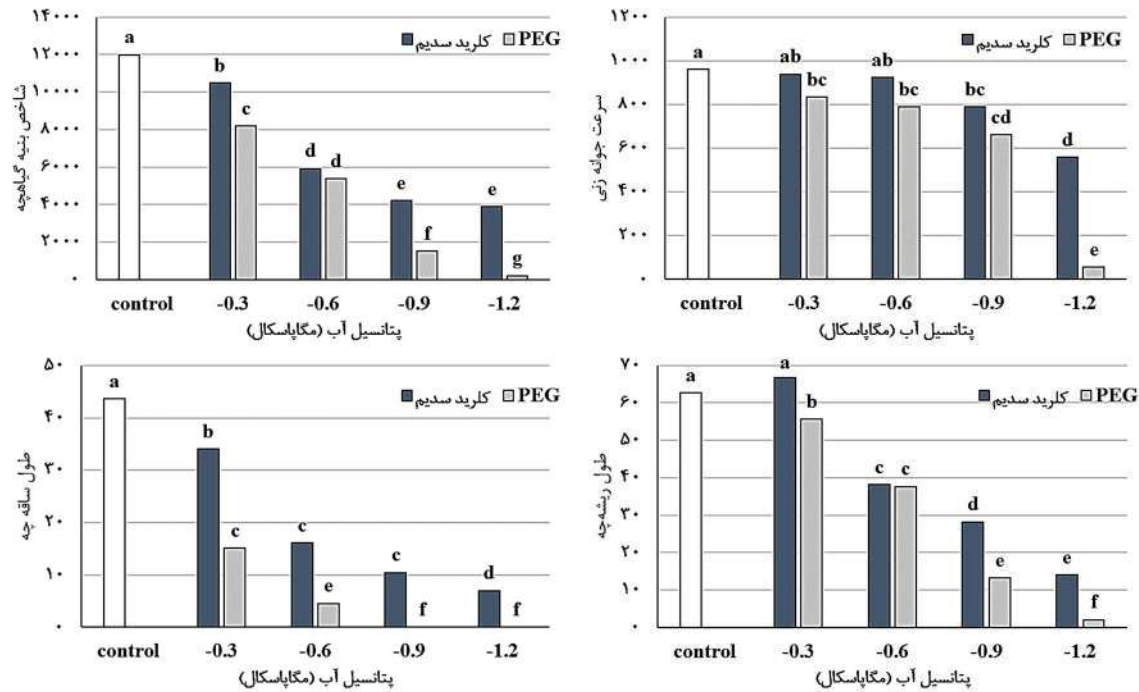 ۱۴۰۰۰
۱۲۰۰۰
۱۰۰۰۰
۸۰۰۰
۶۰۰۰
۴۰۰۰
۲۰۰۰
۰
شاخص بنیه گیاهچه
کلرید سدیم PEG
a
b
c
d d
e
f
e
g
control -0.3 -0.6 -0.9 -1.2
پتانسیل آب (مگاپاسکال)
۱۲۰۰
۱۰۰۰
۸۰۰
۶۰۰
۴۰۰
۲۰۰
۰
سرعت جوانه زنی
کلرید سدیم PEG
a
ab
bc
ab
bc
bc
cd
d
e
control -0.3 -0.6 -0.9 -1.2
پتانسیل آب (مگاپاسکال)
۵۰
۴۰
۳۰
۲۰
۱۰
۰
طول ساقه چه
کلرید سدیم PEG
a
b
c
c
e
c
f
d
f
control -0.3 -0.6 -0.9 -1.2
پتانسیل آب (مگاپاسکال)
۷۰
۶۰
۵۰
۴۰
۳۰
۲۰
۱۰
۰
طول ریشه‌چه
کلرید سدیم PEG
a
a
b
c c
d
e
e
f
control -0.3 -0.6 -0.9 -1.2
پتانسیل آب (مگاپاسکال)